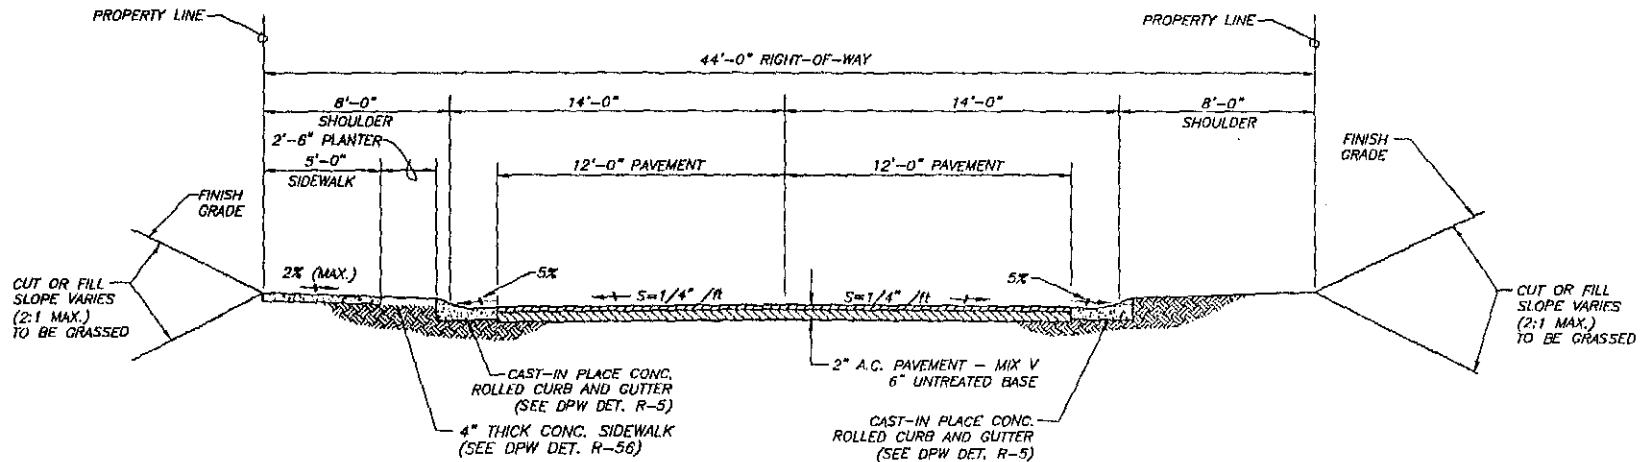 PROPERTY LINE
PROPERTY LINE
44'-0" RIGHT-OF-WAY
8'-0"
SHOULDER
14'-0"
14'-0"
8'-0"
SHOULDER
2'-6" PLANTER
5'-0"
SIDEWALK
12'-0" PAVEMENT
12'-0" PAVEMENT
FINISH
GRADE
FINISH
GRADE
2% (MAX.)
5%
S=1/4" /ft
S=1/4" /ft
5%
CUT OR FILL
SLOPE VARIES
(2:1 MAX.)
TO BE GRASSED
CUT OR FILL
SLOPE VARIES
(2:1 MAX.)
TO BE GRASSED
CAST-IN PLACE CONC.
ROLLED CURB AND GUTTER
(SEE DPW DET. R-5)
2" A.C. PAVEMENT - MIX V
6" UNTREATED BASE
4" THICK CONC. SIDEWALK
(SEE DPW DET. R-56)
CAST-IN PLACE CONC.
ROLLED CURB AND GUTTER
(SEE DPW DET. R-5)